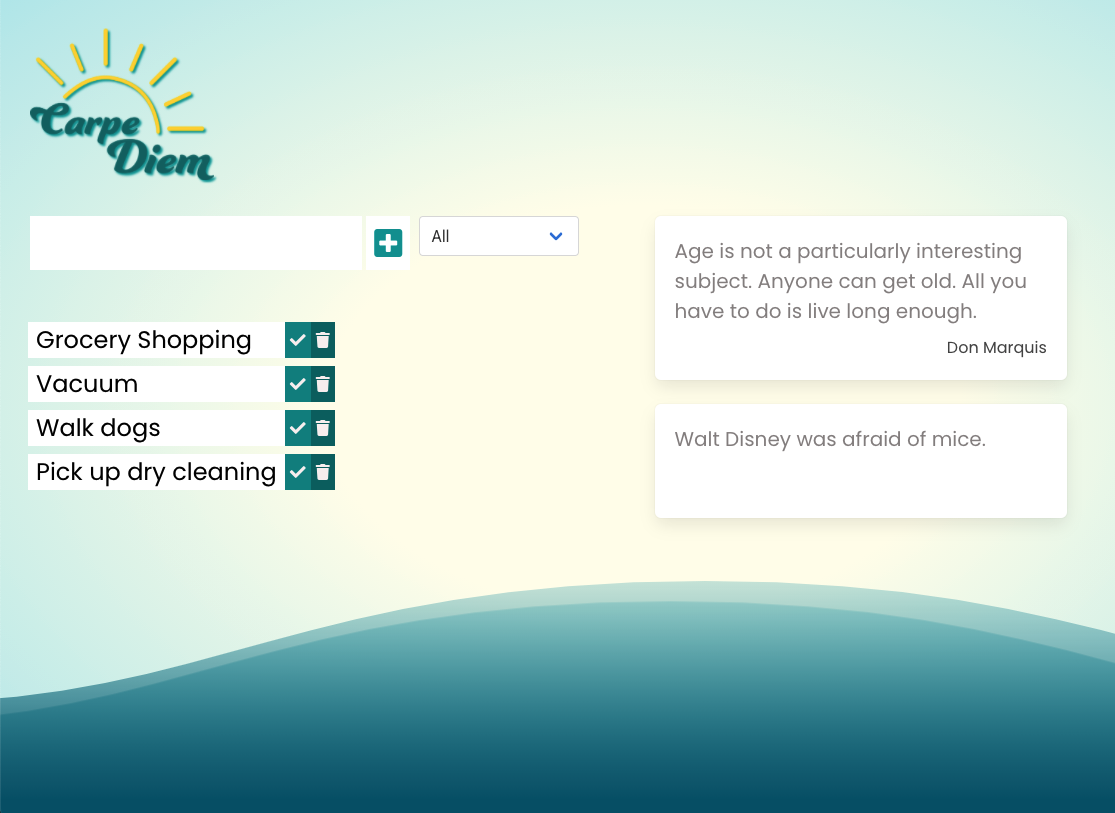 Carpe
Diem
All
Grocery Shopping
Vacuum
Walk dogs
Pick up dry cleaning
Age is not a particularly interesting
subject. Anyone can get old. All you
have to do is live long enough.
Don Marquis
Walt Disney was afraid of mice.